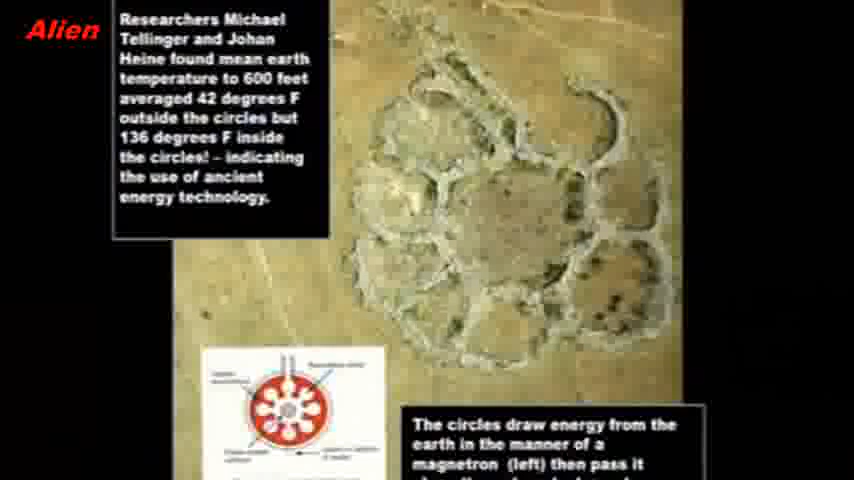 Alien
Researchers Michael
Tellinger and Johan
Heine found mean earth
temperature to 600 feet
averaged 42 degrees F
outside the circles but
136 degrees F inside
the circles! – indicating
the use of ancient
energy technology.
The circles draw energy from the
earth in the manner of a
magnetron (left) then pass it